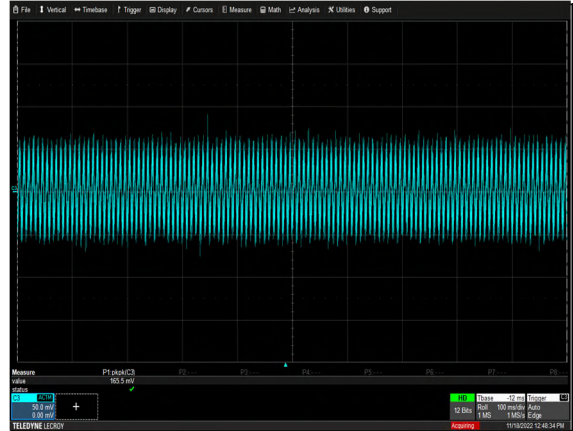 File Vertical Timebase Trigger Display Cursors Measure Math Analysis Utilities Support
C3
Measure P1:pkpk(C3) P2:--- P3:--- P4:--- P5:--- P6:--- P7:--- P8:---
value 165.5 mV
status
C3 AC1M HD Tbase -12 ms Trigger C3
50.0 mV 12 Bits Roll 100 ms/div Auto
0.00 mV + 1 MS 1 MS/s Edge
TELEDYNE LECROY Acquiring 11/18/2022 12:48:34 PM